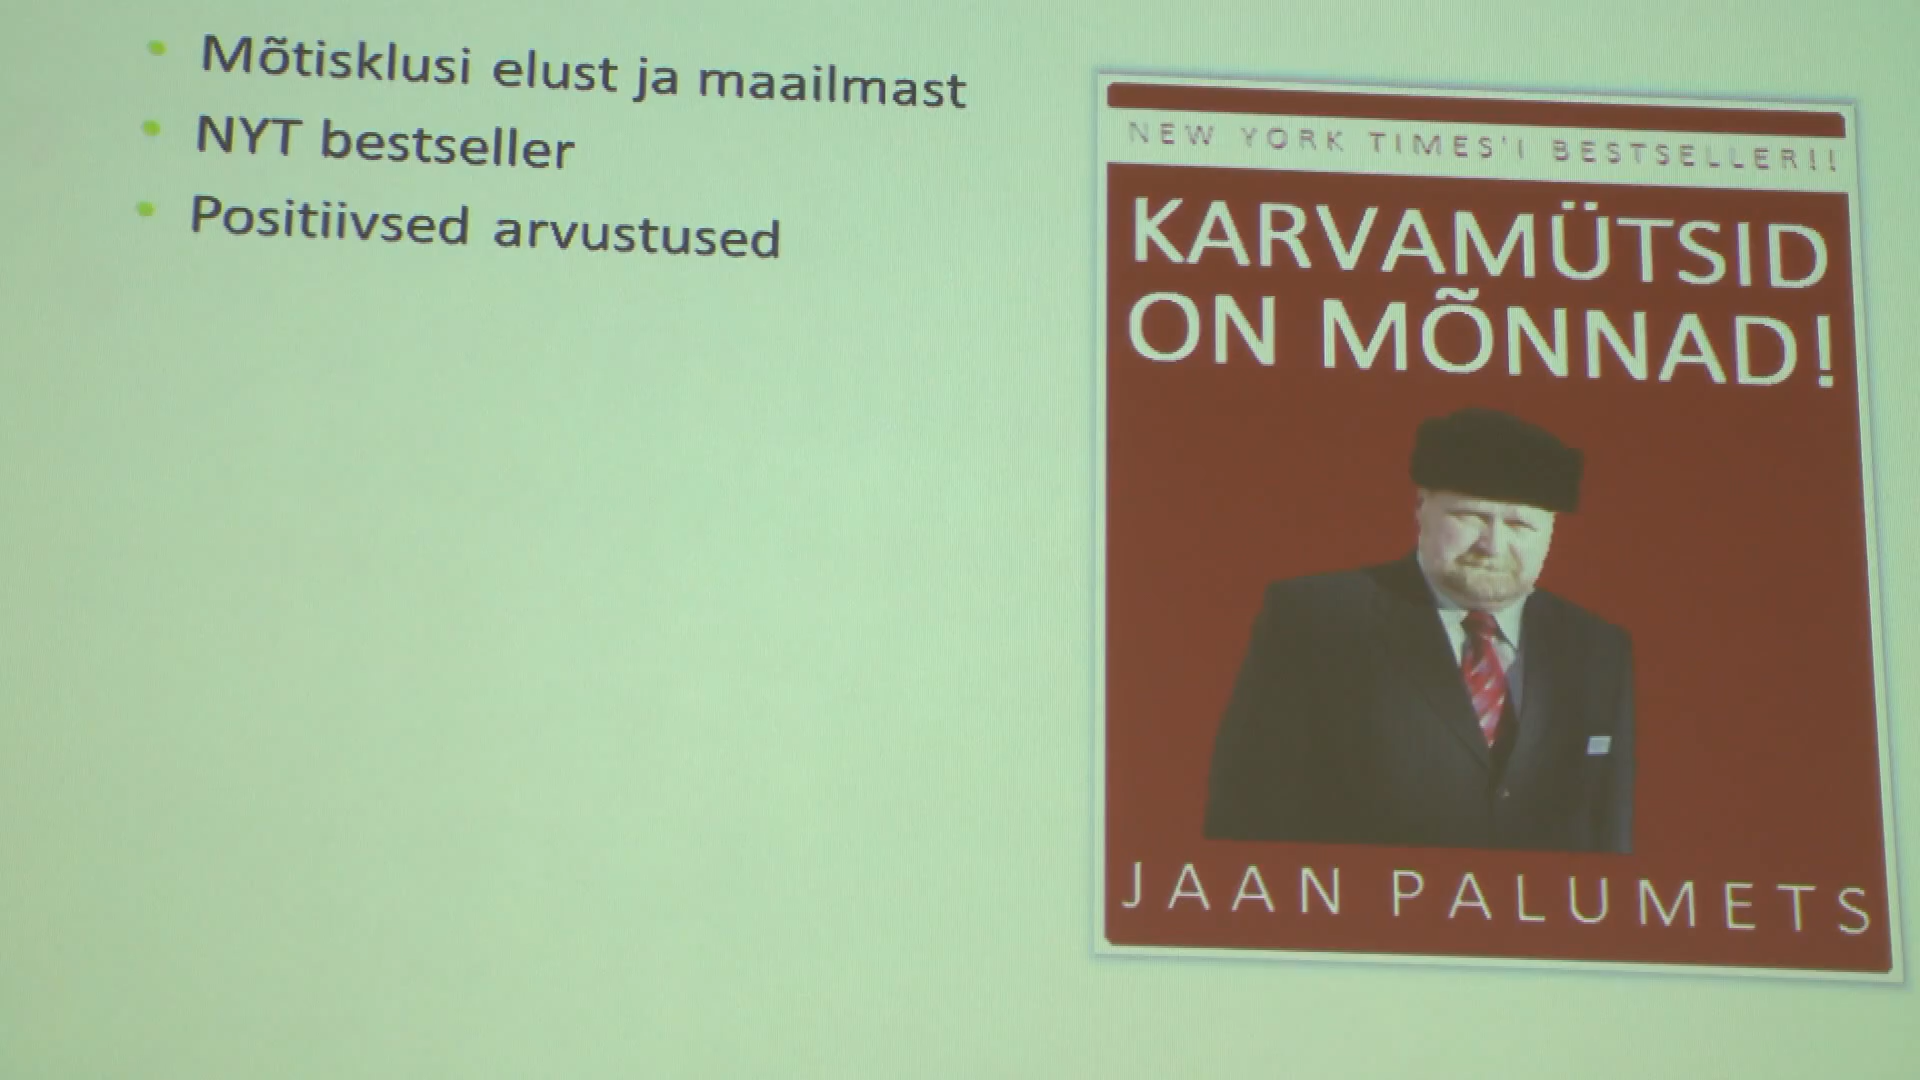 Mõtisklusi elust ja maailmast
NYT bestseller
Positiivsed arvustused
NEW YORK TIMES'I BESTSELLER!!
KARVAMÜTSID
ON MÕNNAD!
JAAN PALUMETS